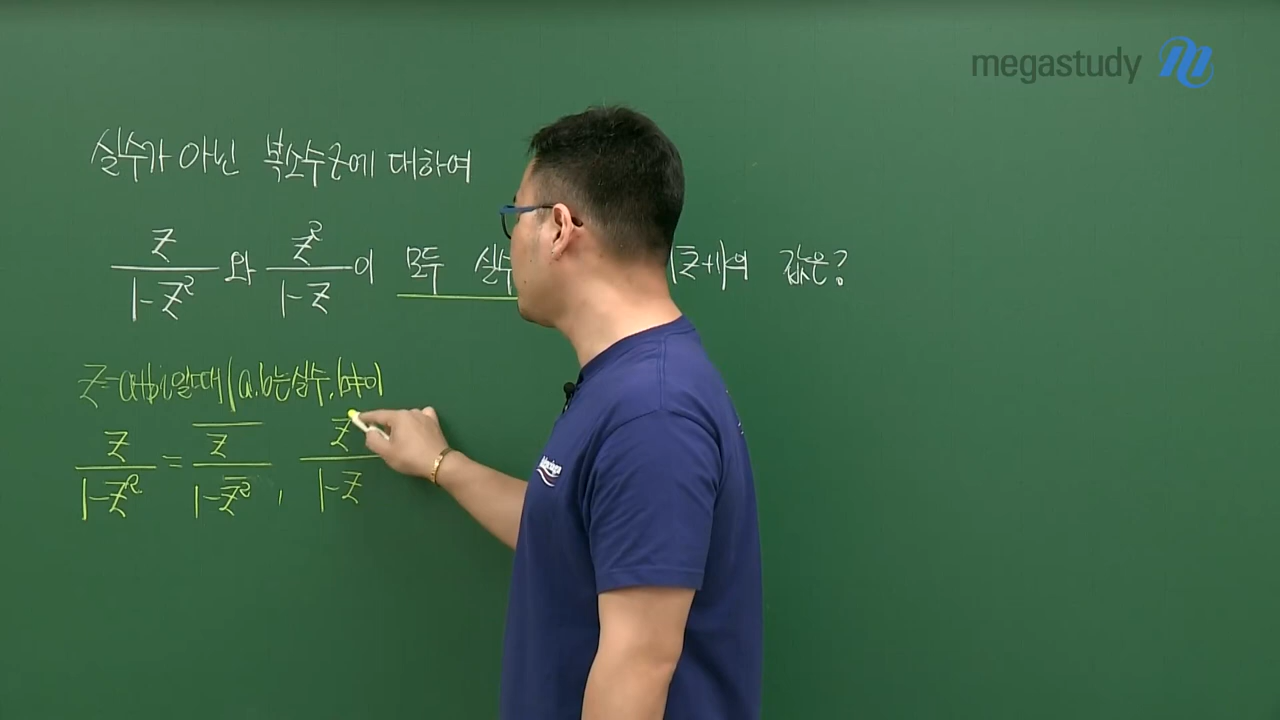 megastudy
실수가 아닌 복소수 z에 대하여
z/(1-z²) 와 z²/(1-z) 이 모두 실수 (z̄+1)의 값은?
z=a+bi일때 (a,b는실수, b≠0)
z/(1-z²) = z̄/(1-z̄²) , z/(1-z)